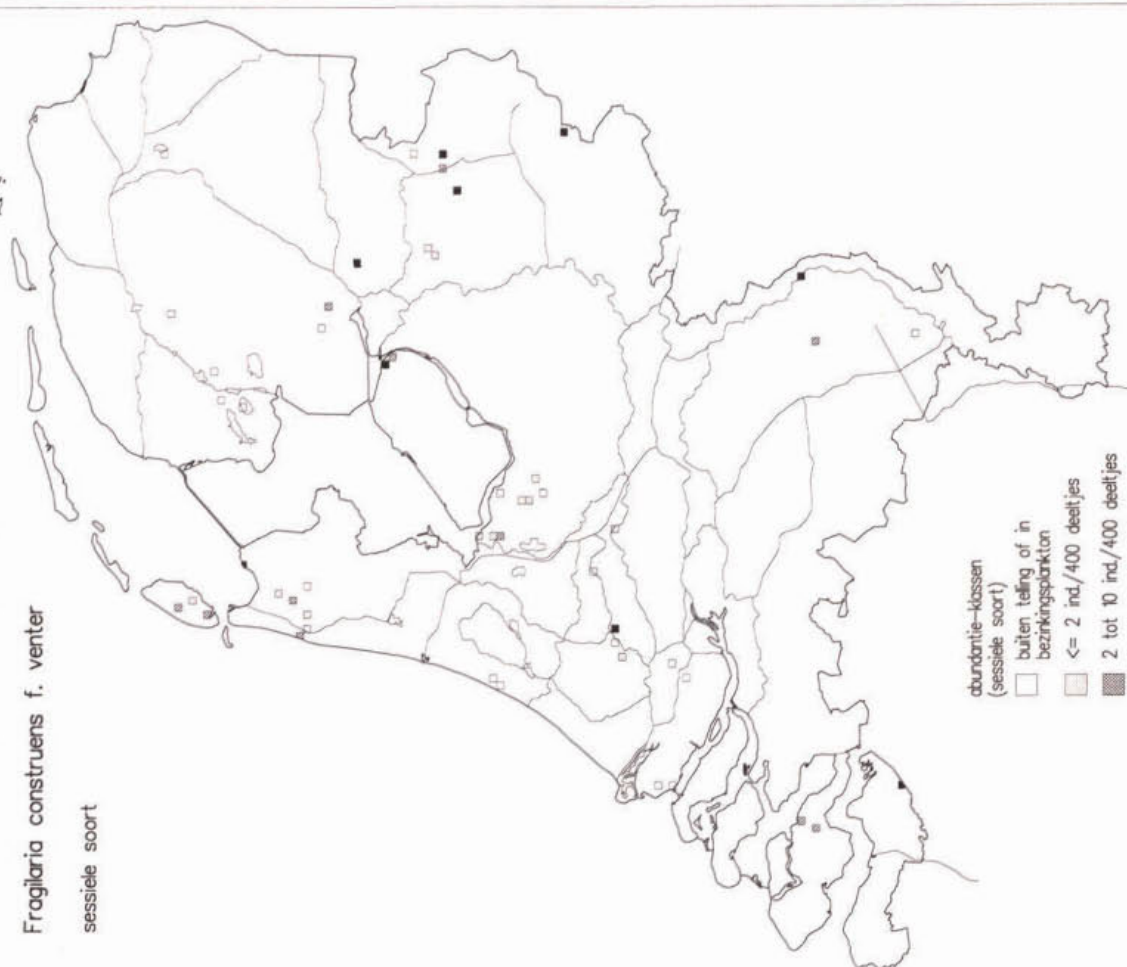 Fragilaria construens f. venter
sessiele soort
abundantie-klassen
(sessiele soort)
buiten telling of in
bezinkingsplankton
<= 2 ind./400 deeltjes
2 tot 10 ind./400 deeltjes